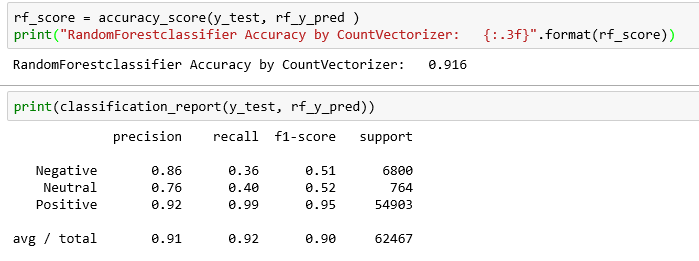 rf_score = accuracy_score(y_test, rf_y_pred )
print("RandomForestclassifier Accuracy by CountVectorizer:   {:.3f}".format(rf_score))
RandomForestclassifier Accuracy by CountVectorizer:   0.916
print(classification_report(y_test, rf_y_pred))
             precision    recall  f1-score   support
   Negative       0.86      0.36      0.51      6800
    Neutral       0.76      0.40      0.52       764
   Positive       0.92      0.99      0.95     54903
avg / total       0.91      0.92      0.90     62467